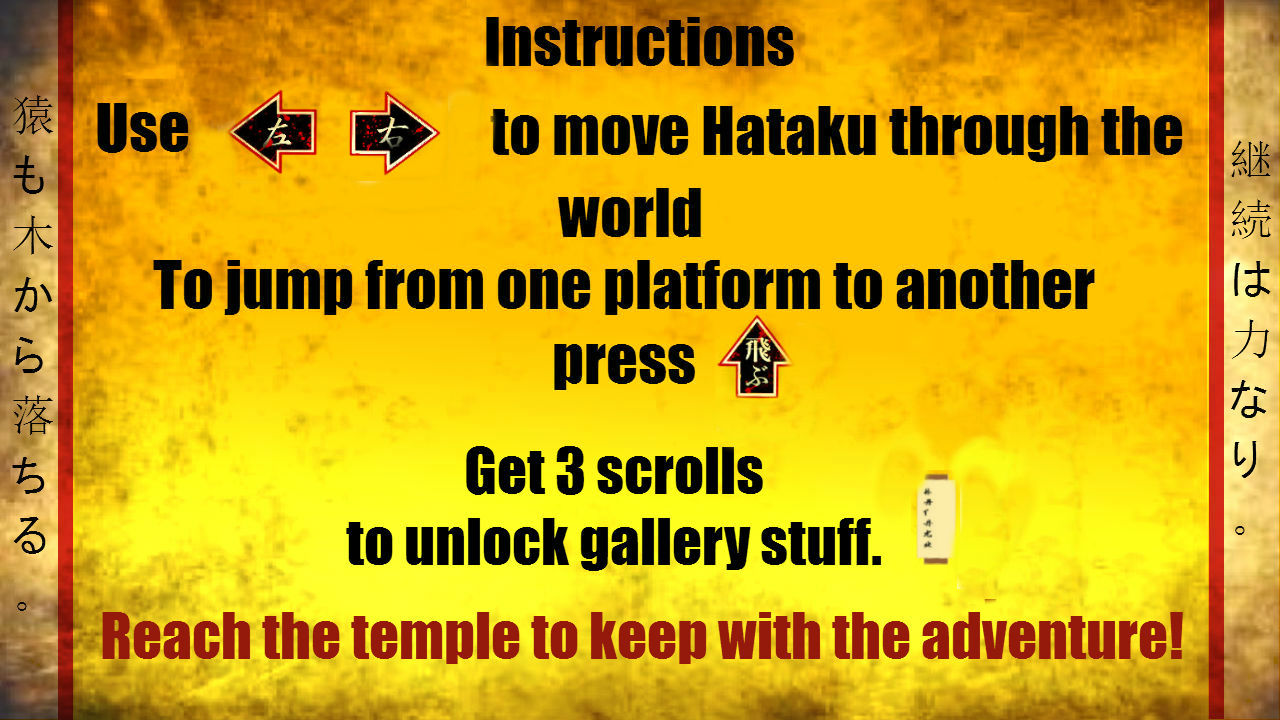 Instructions
Use 左 右 to move Hataku through the
world
To jump from one platform to another
press 飛ぶ
Get 3 scrolls
to unlock gallery stuff.
Reach the temple to keep with the adventure!
猿も木から落ちる。
継続は力なり。